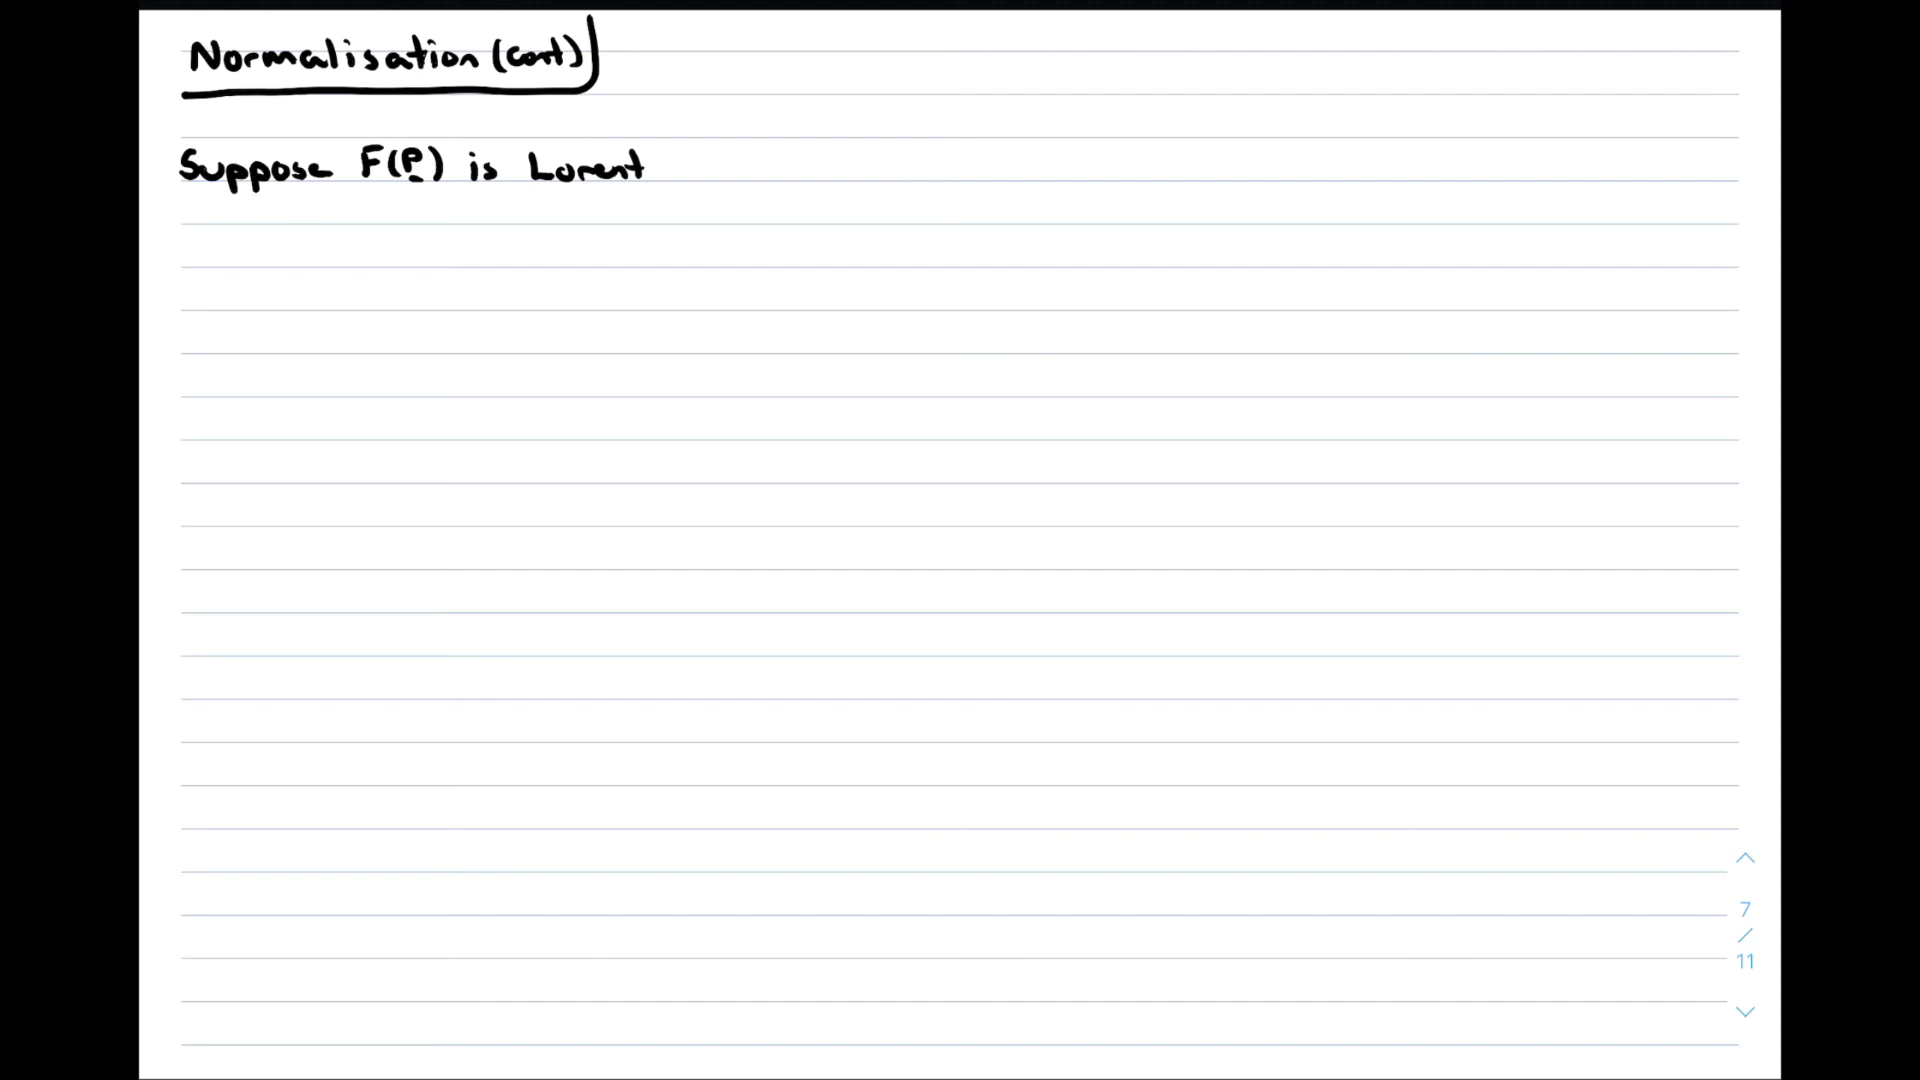 Normalisation (cont)
Suppose F(p) is Lorent
7
/
11